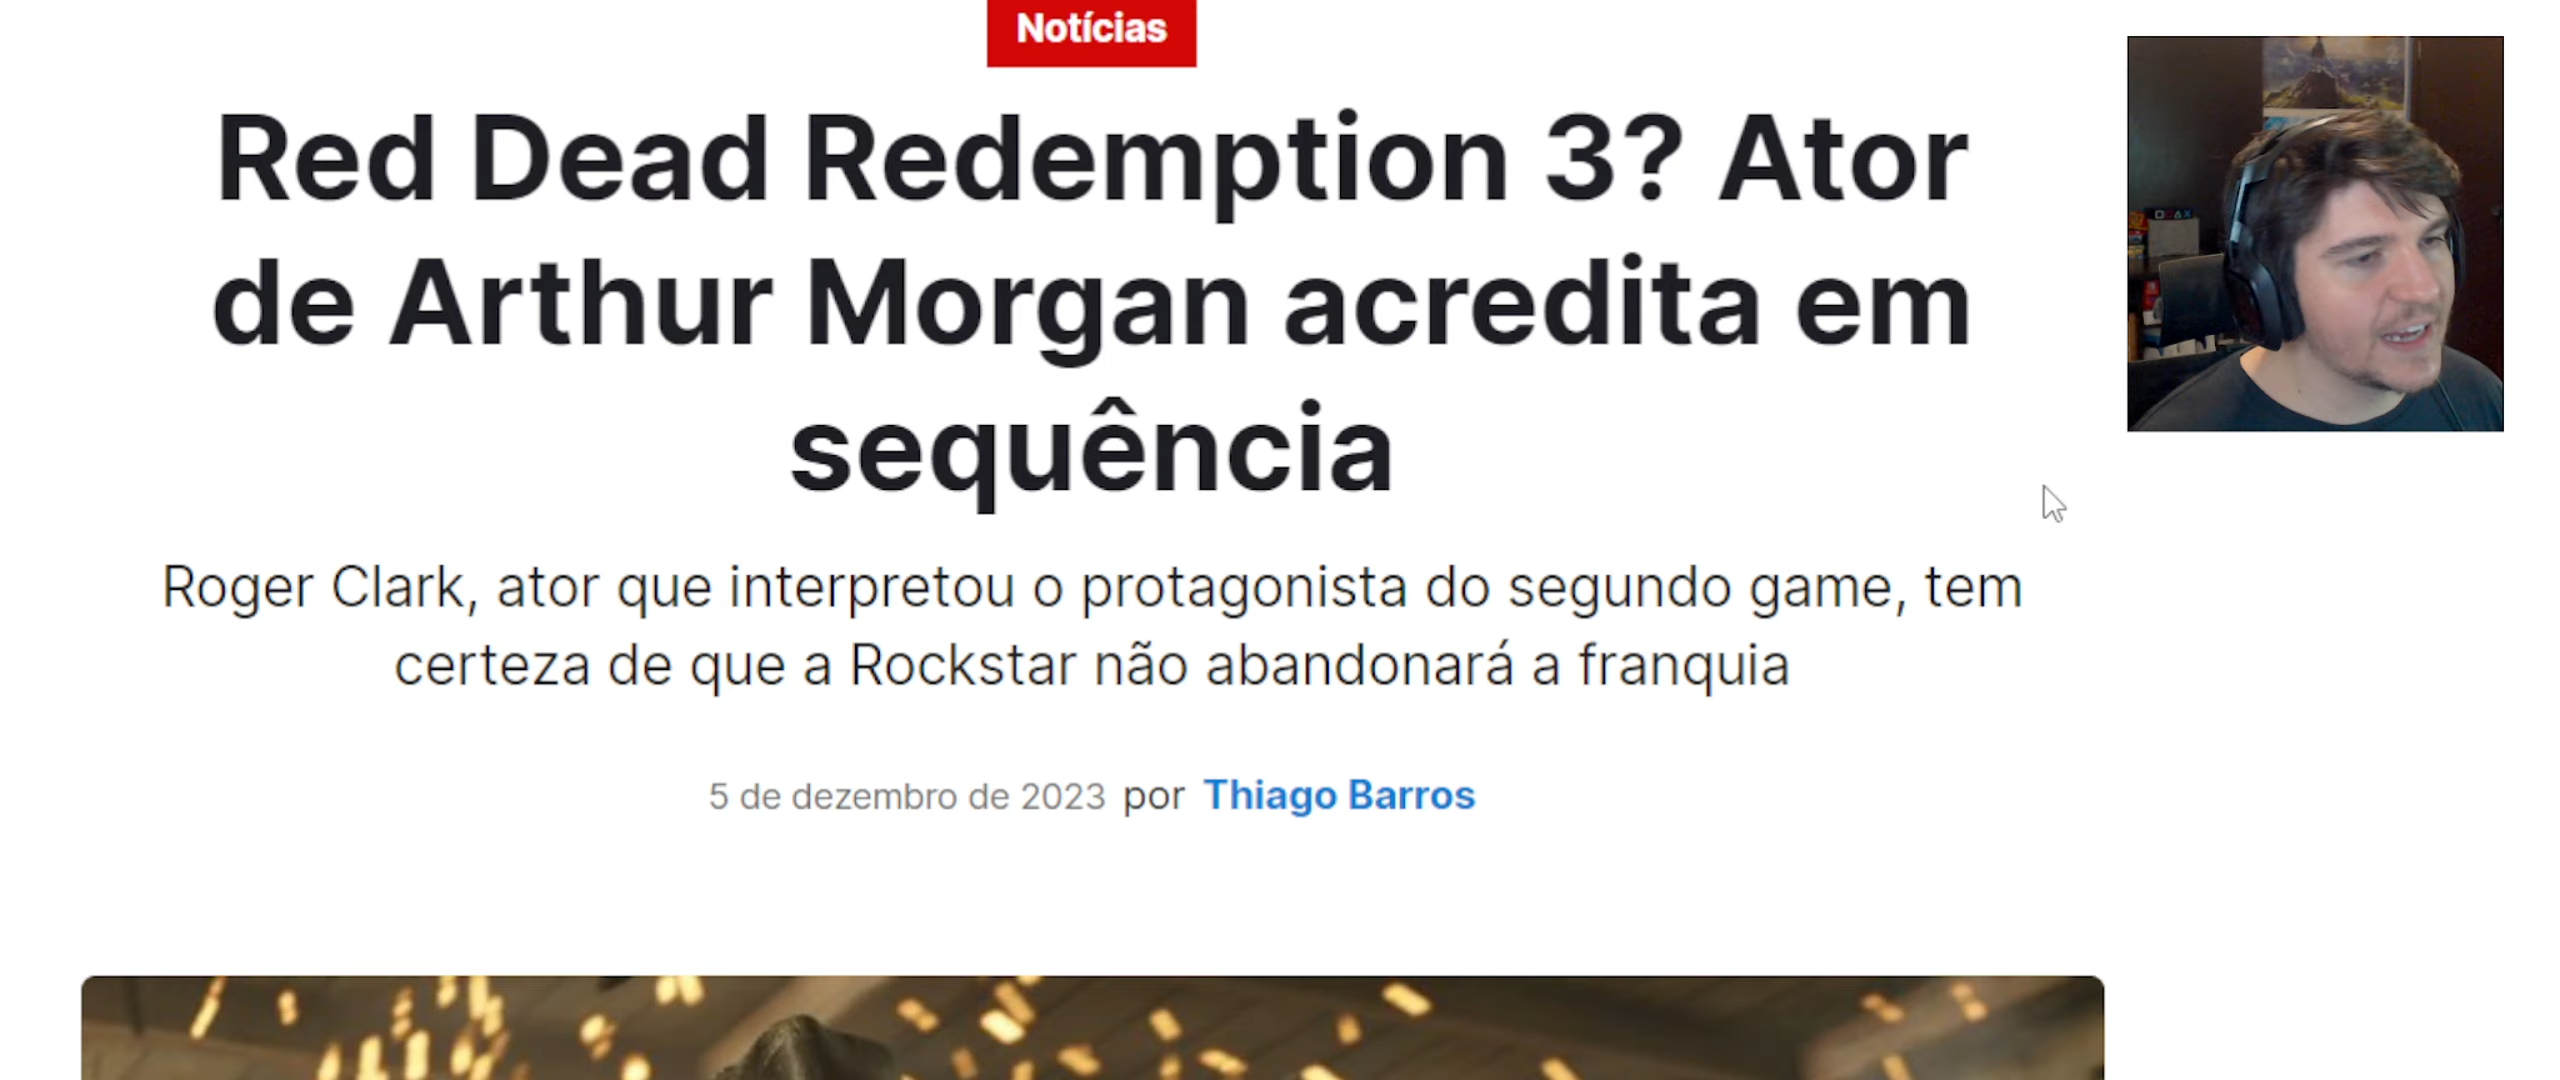 Notícias
Red Dead Redemption 3? Ator
de Arthur Morgan acredita em
sequência
Roger Clark, ator que interpretou o protagonista do segundo game, tem
certeza de que a Rockstar não abandonará a franquia
5 de dezembro de 2023 por Thiago Barros